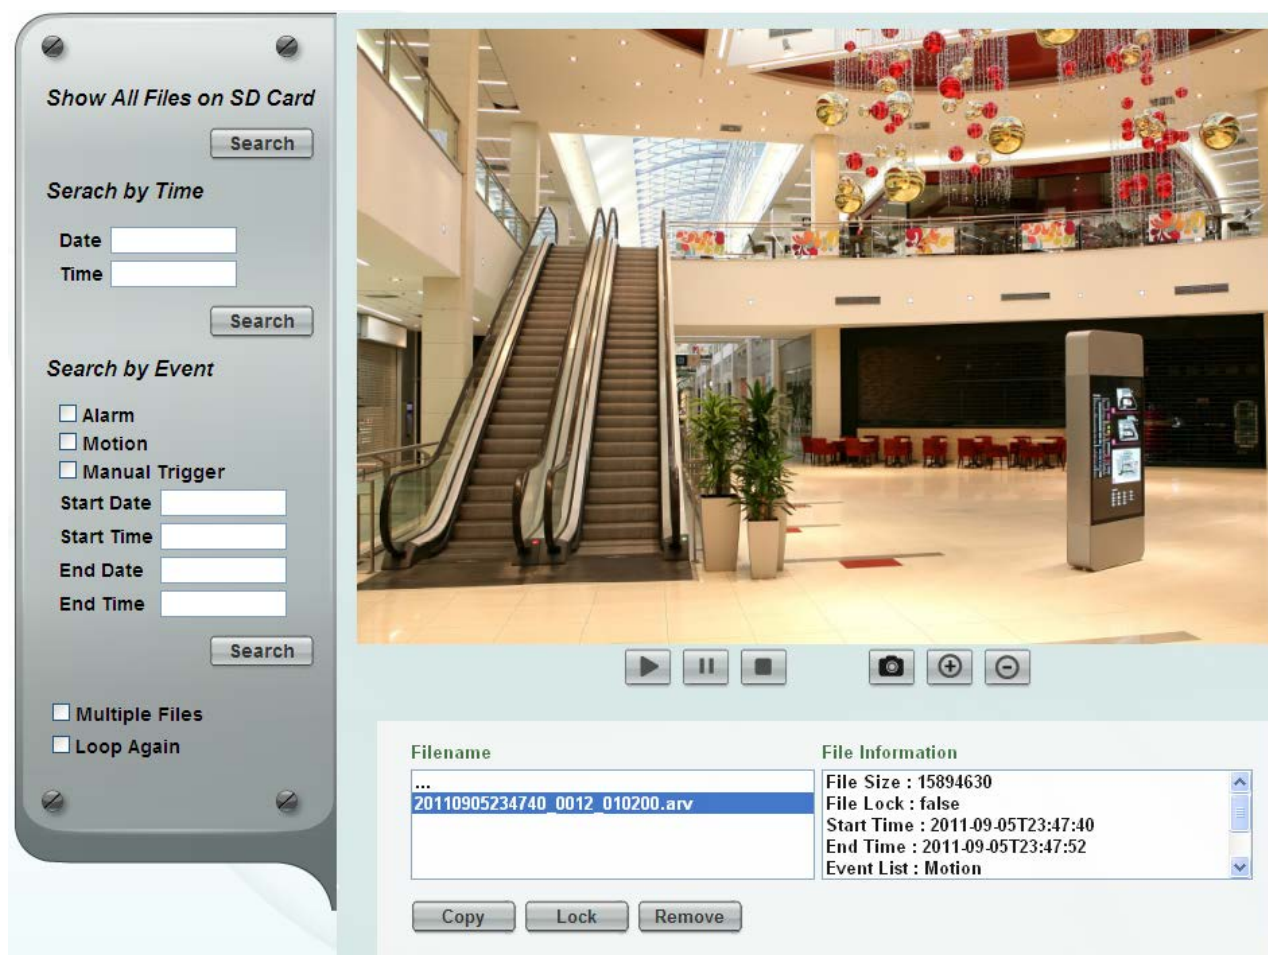 Show All Files on SD Card
Search
Serach by Time
Date
Time
Search
Search by Event
Alarm
Motion
Manual Trigger
Start Date
Start Time
End Date
End Time
Search
Multiple Files
Loop Again
Filename
...
20110905234740_0012_010200.arv
File Information
File Size : 15894630
File Lock : false
Start Time : 2011-09-05T23:47:40
End Time : 2011-09-05T23:47:52
Event List : Motion
Copy
Lock
Remove